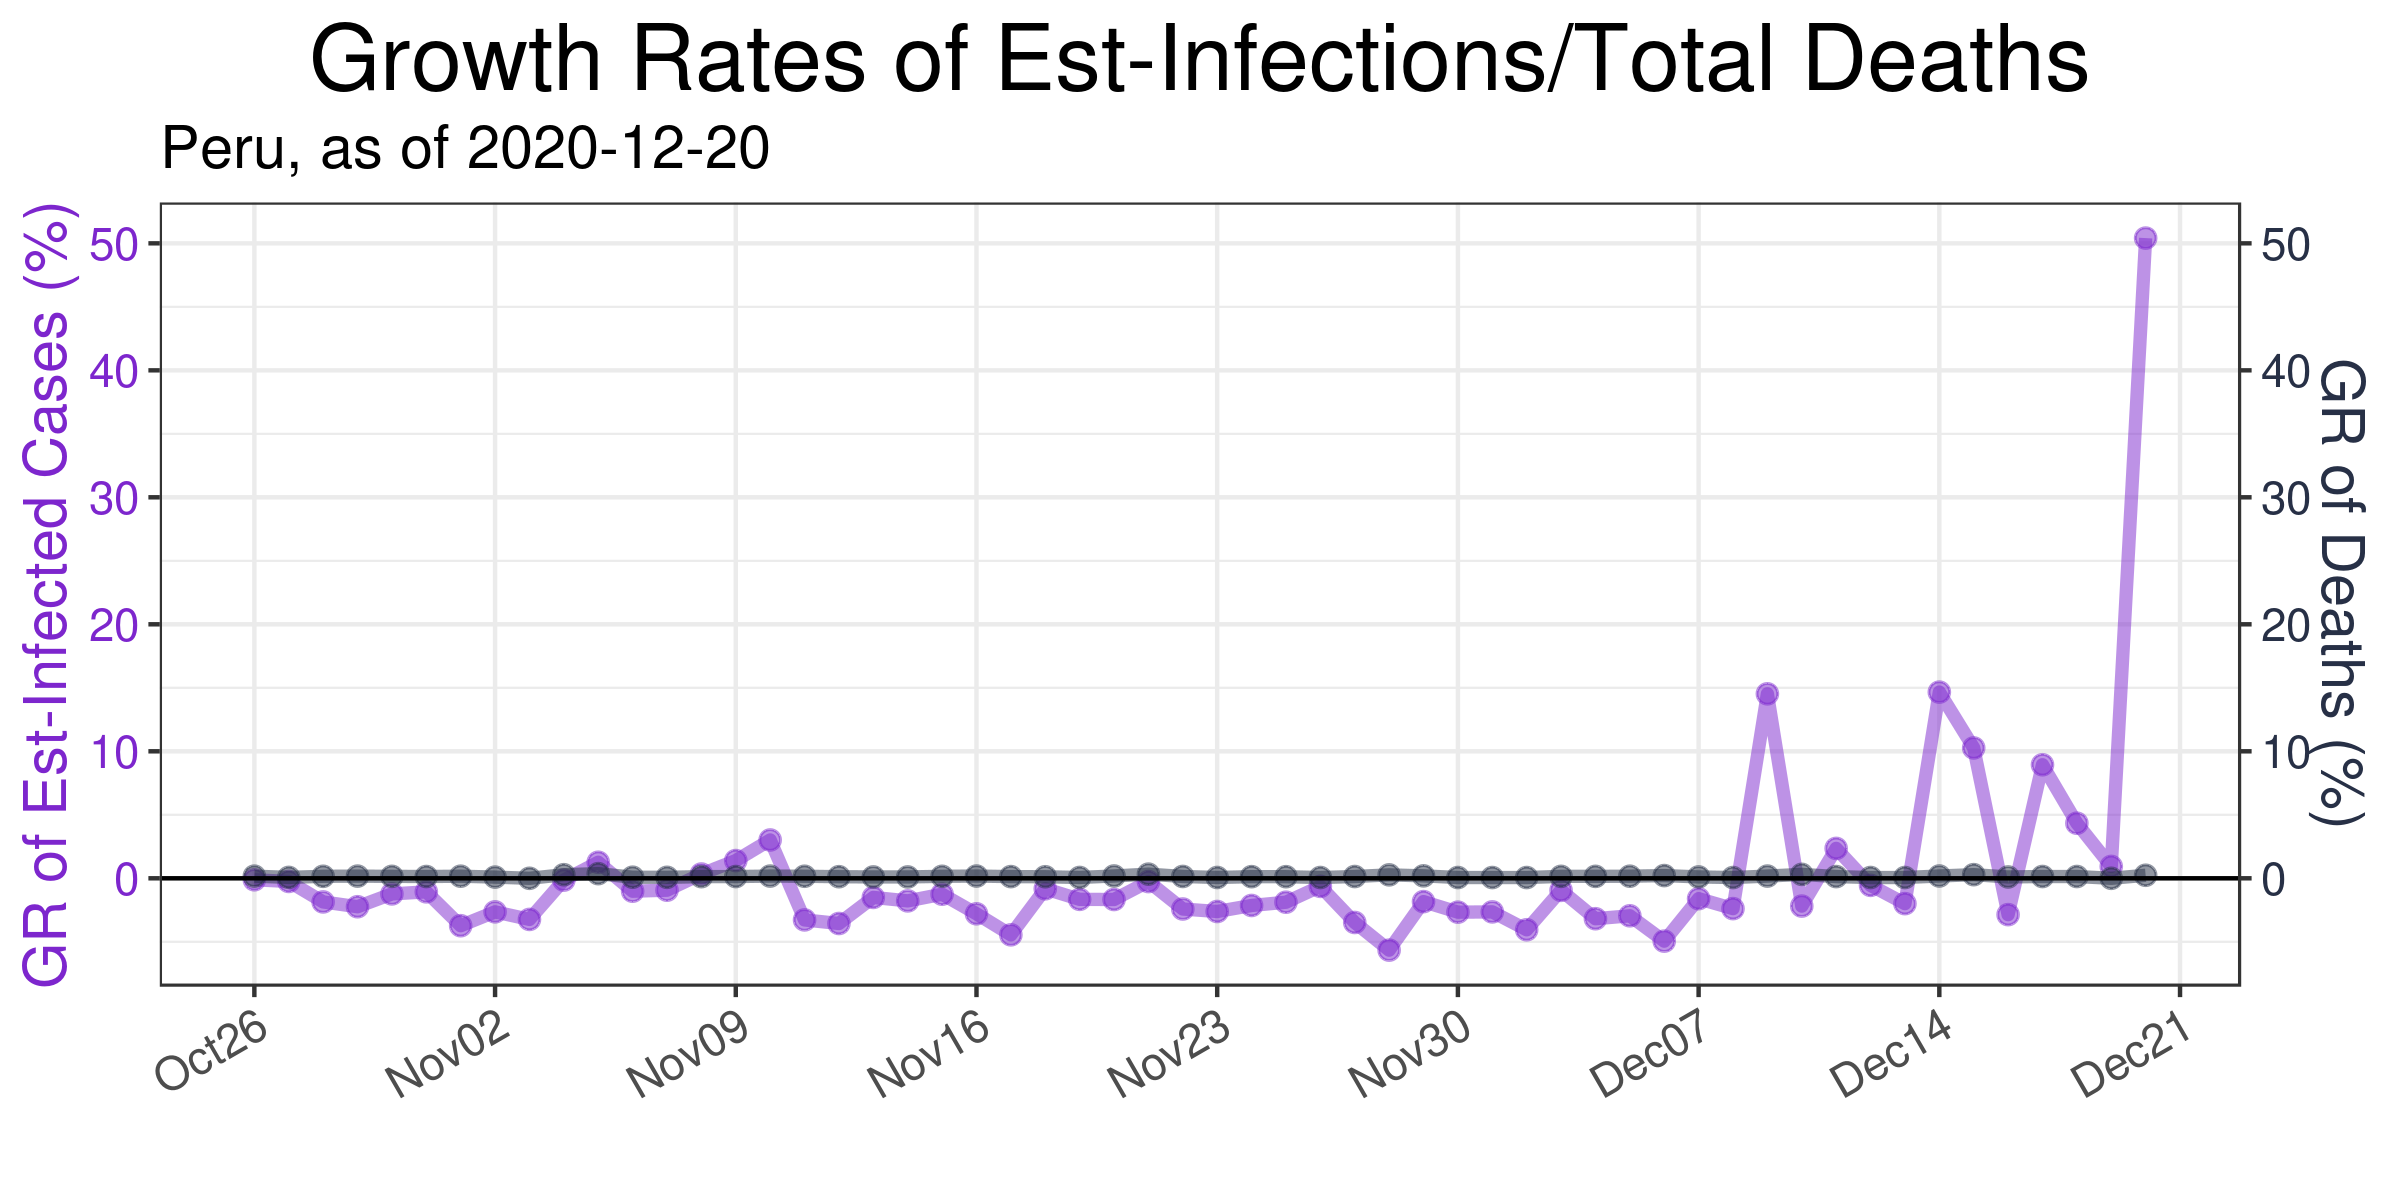 Growth Rates of Est-Infections/Total Deaths
Peru, as of 2020-12-20
GR of Est-Infected Cases (%)
50
40
30
20
10
0
50
40
30
20
10
0
GR of Deaths (%)
Oct26
Nov02
Nov09
Nov16
Nov23
Nov30
Dec07
Dec14
Dec21